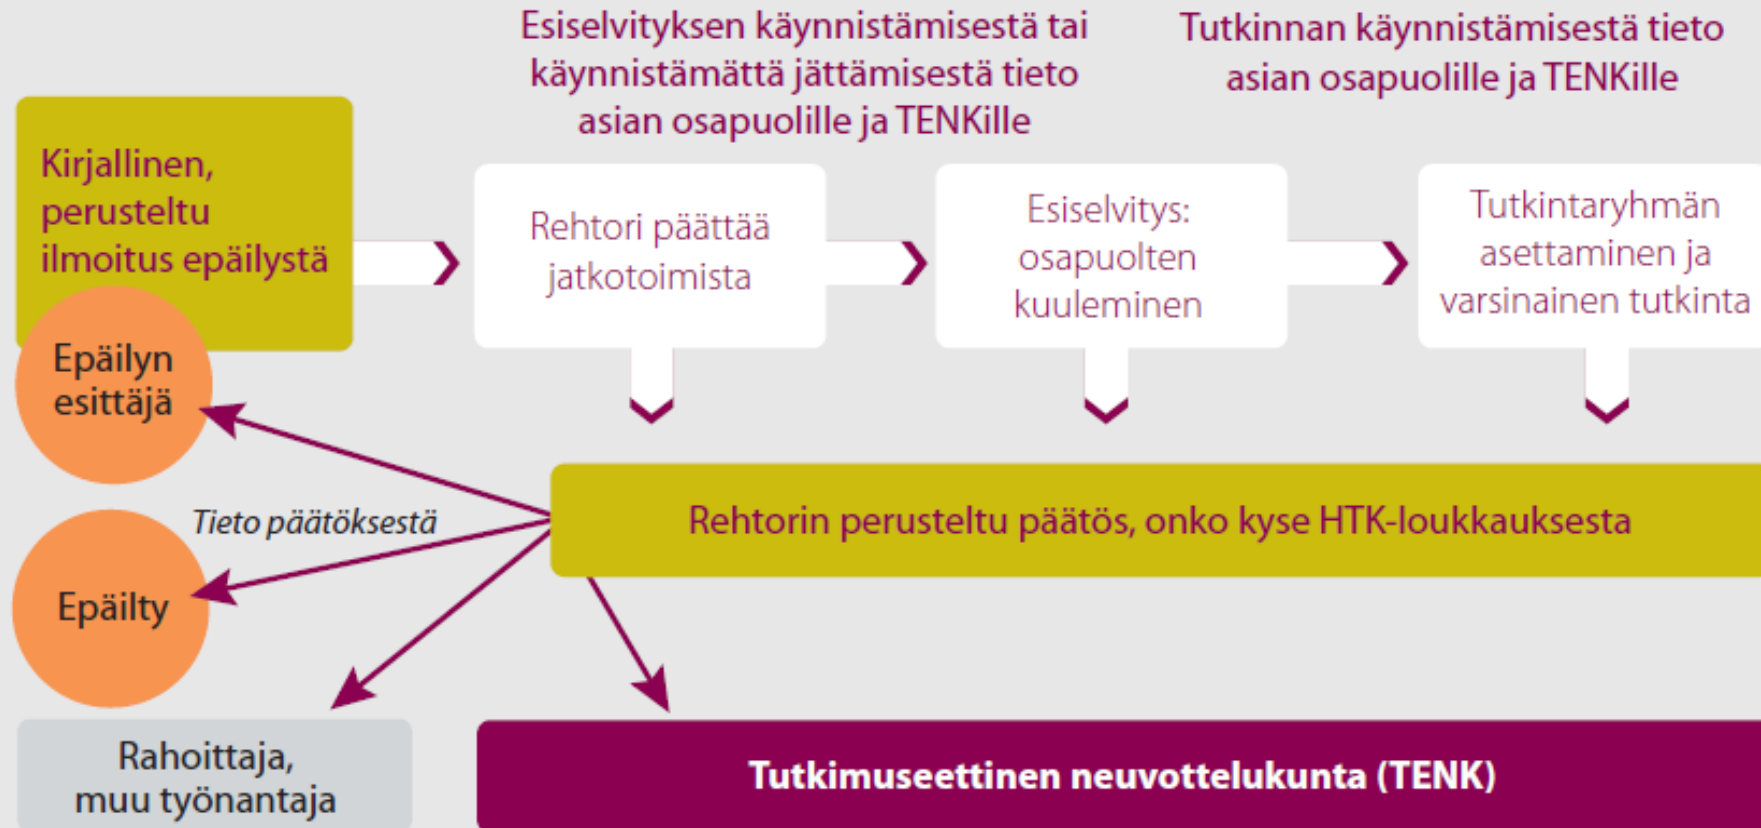 Esiselvityksen käynnistämisestä tai
käynnistämättä jättämisestä tieto
asian osapuolille ja TENKille
Tutkinnan käynnistämisestä tieto
asian osapuolille ja TENKille
Kirjallinen,
perusteltu
ilmoitus epäilystä
Rehtori päättää
jatkotoimista
Esiselvitys:
osapuolten
kuuleminen
Tutkintaryhmän
asettaminen ja
varsinainen tutkinta
Epäilyn
esittäjä
Tieto päätöksestä
Rehtorin perusteltu päätös, onko kyse HTK-loukkauksesta
Epäilty
Rahoittaja,
muu työnantaja
Tutkimuseettinen neuvottelukunta (TENK)